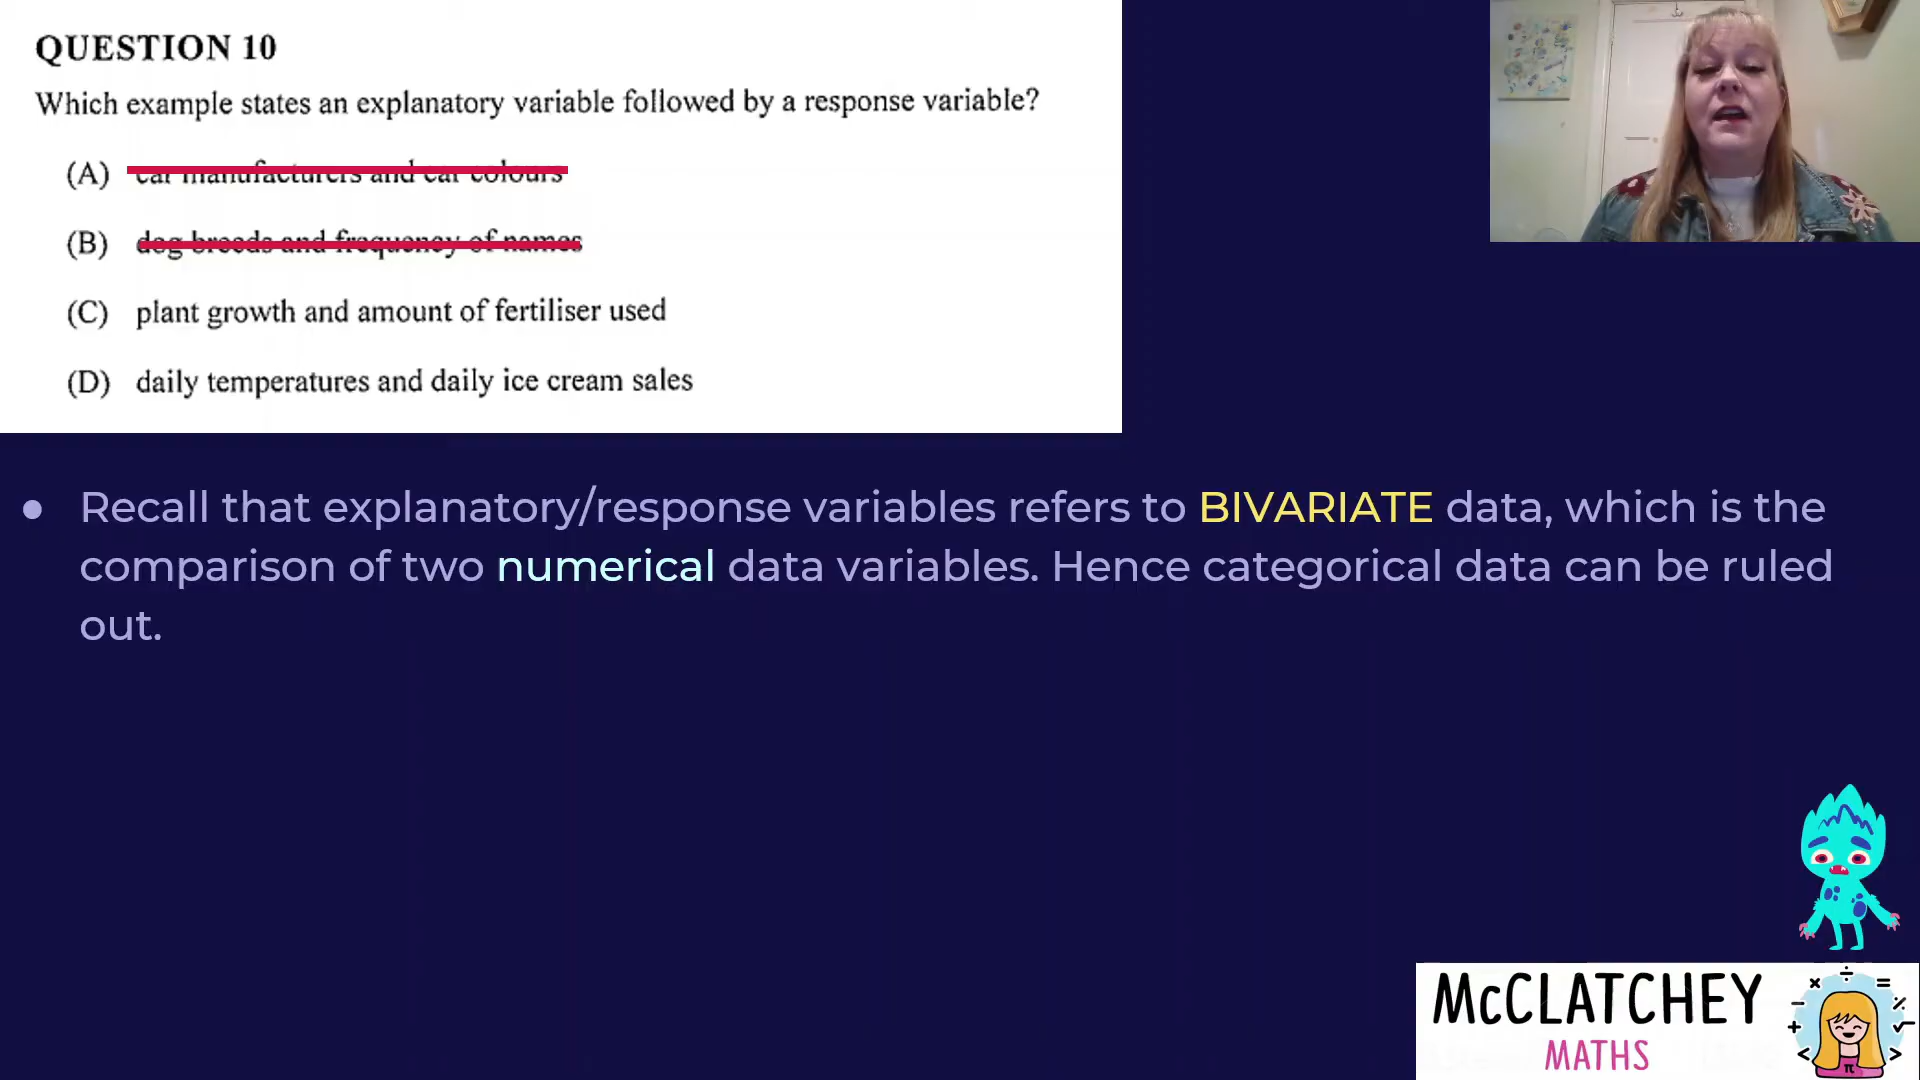 QUESTION 10
Which example states an explanatory variable followed by a response variable?
(A) car manufacturers and car colours
(B) dog breeds and frequency of names
(C) plant growth and amount of fertiliser used
(D) daily temperatures and daily ice cream sales
● Recall that explanatory/response variables refers to BIVARIATE data, which is the
comparison of two numerical data variables. Hence categorical data can be ruled
out.
McCLATCHEY
MATHS
× ÷ =
− %
+ √
< π >